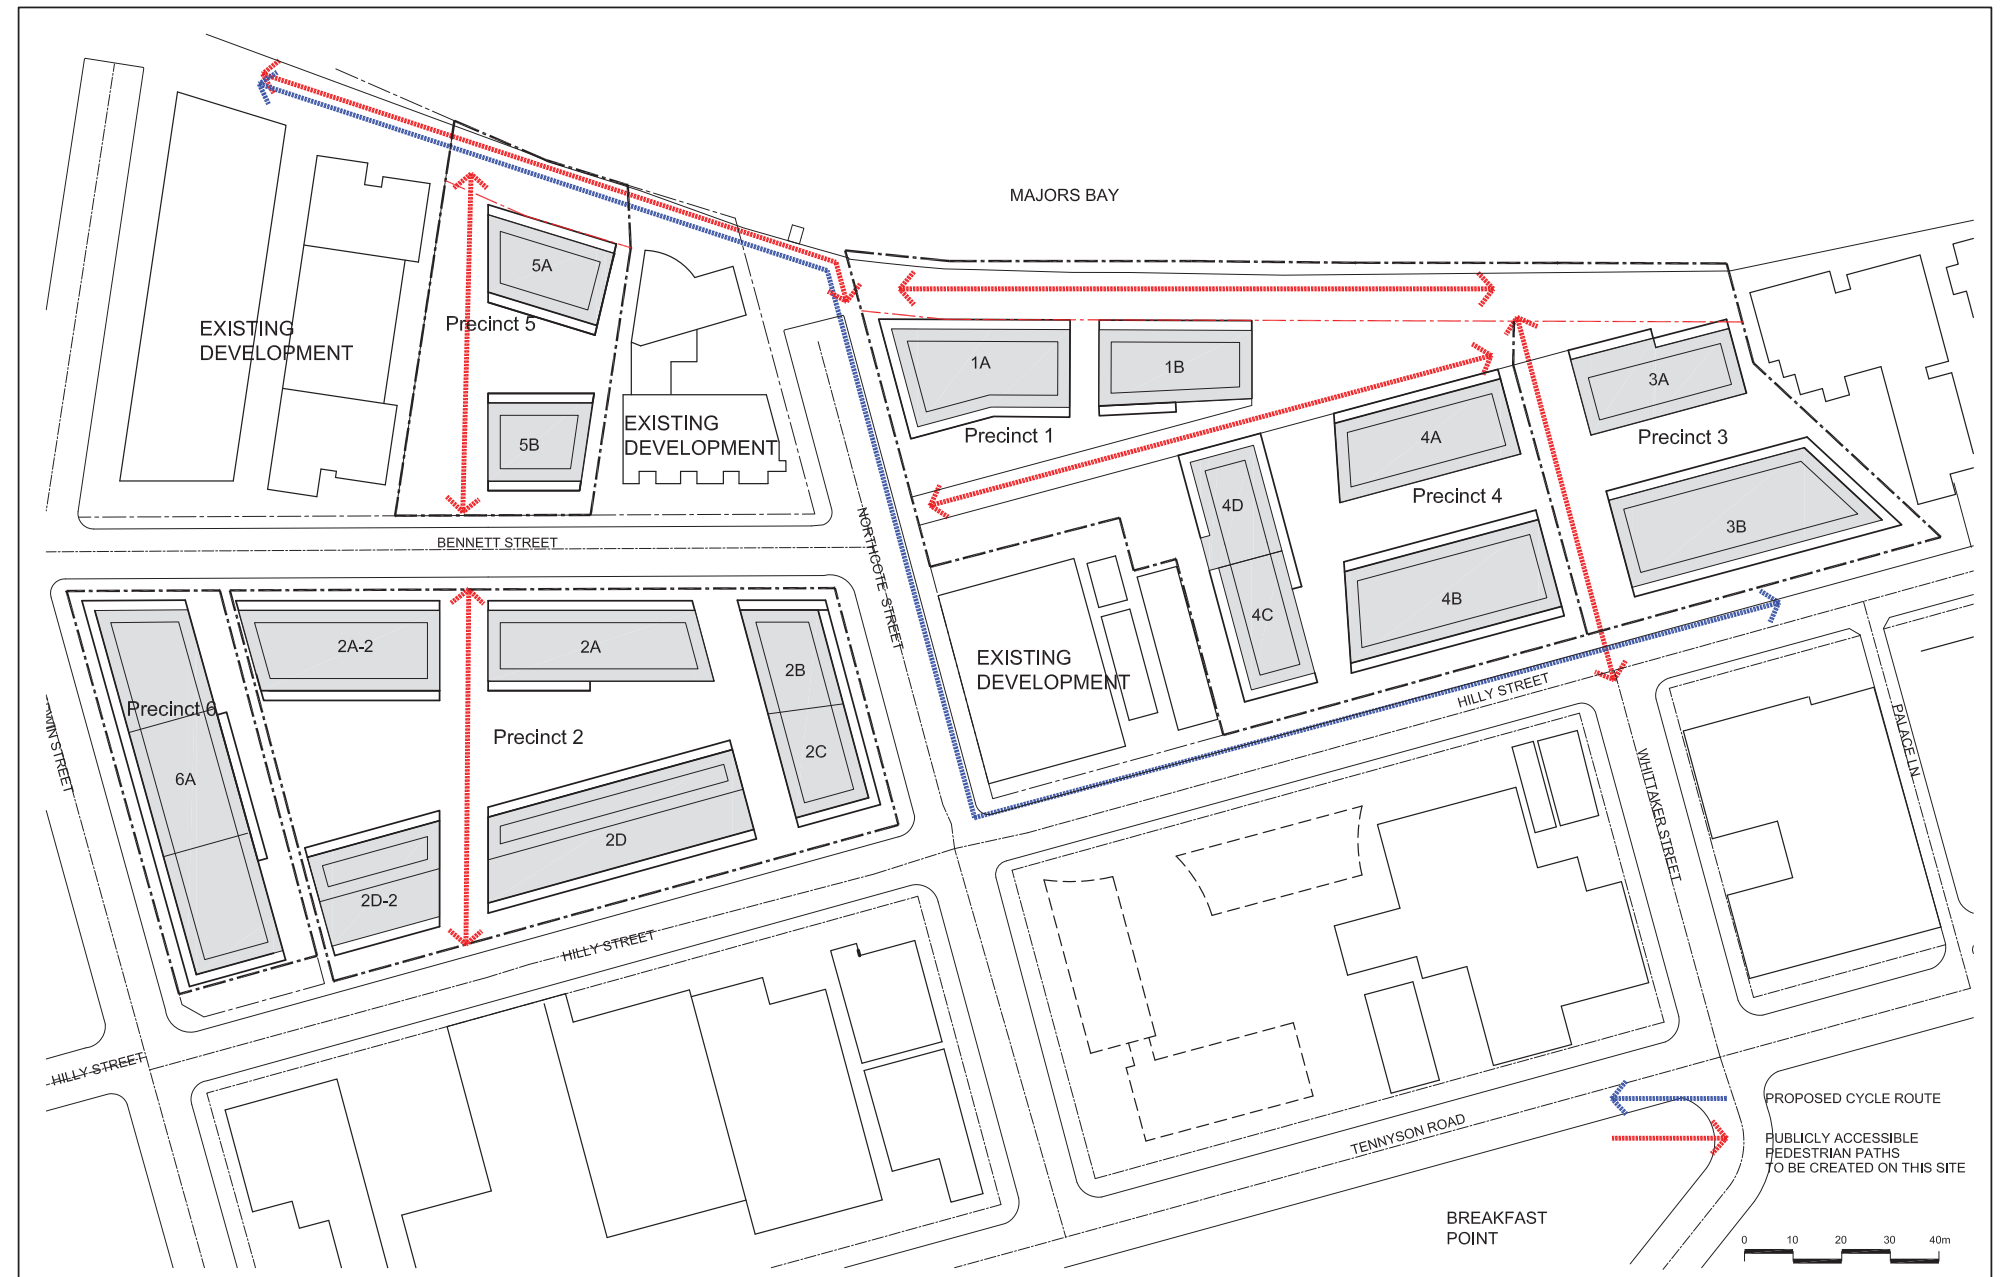 MAJORS BAY
5A
EXISTING
DEVELOPMENT
Precinct 5
1A
1B
3A
EXISTING
DEVELOPMENT
5B
Precinct 1
4A
Precinct 3
4D
Precinct 4
3B
NORTHCOTE STREET
BENNETT STREET
4B
4C
2A-2
2A
2B
EXISTING
DEVELOPMENT
HILLY STREET
Precinct 6
Precinct 2
2C
WIN STREET
6A
PALACE LN
WHITTAKER STREET
2D
2D-2
HILLY STREET
HILLY STREET
PROPOSED CYCLE ROUTE
TENNYSON ROAD
PUBLICLY ACCESSIBLE
PEDESTRIAN PATHS
TO BE CREATED ON THIS SITE
BREAKFAST
POINT
0 10 20 30 40m